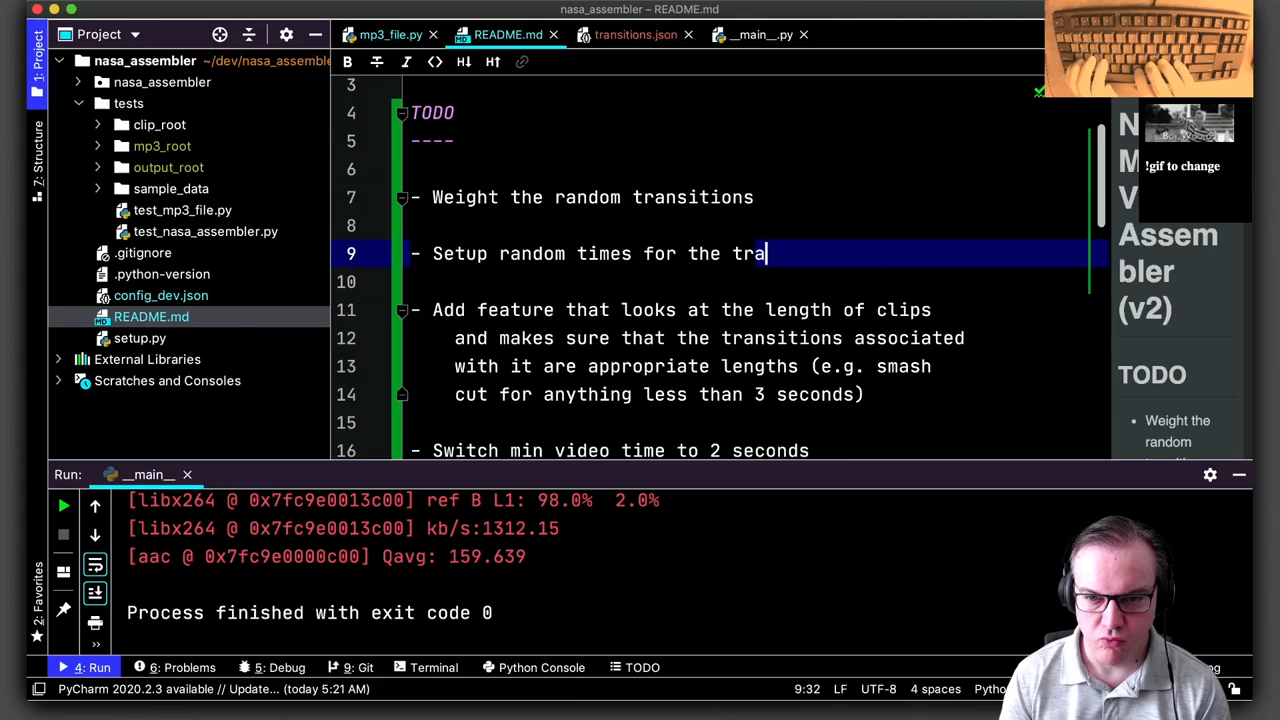 nasa_assembler – README.md
1: Project
Project
mp3_file.py
README.md
transitions.json
__main__.py
nasa_assembler ~/dev/nasa_assemble
nasa_assembler
tests
clip_root
mp3_root
output_root
sample_data
test_mp3_file.py
test_nasa_assembler.py
.gitignore
.python-version
config_dev.json
README.md
setup.py
External Libraries
Scratches and Consoles
7: Structure
2: Favorites
B I <> H↓ H↑
3
4 TODO
5 ----
6
7 - Weight the random transitions
8
9 - Setup random times for the tra
10
11 - Add feature that looks at the length of clips
12 and makes sure that the transitions associated
13 with it are appropriate lengths (e.g. smash
14 cut for anything less than 3 seconds)
15
16 - Switch min video time to 2 seconds
!gif to change
N
M
V
Assem
bler
(v2)
TODO
• Weight the
random
Run: __main__
[libx264 @ 0x7fc9e0013c00] ref B L1: 98.0% 2.0%
[libx264 @ 0x7fc9e0013c00] kb/s:1312.15
[aac @ 0x7fc9e0000c00] Qavg: 159.639
Process finished with exit code 0
4: Run
6: Problems
5: Debug
9: Git
Terminal
Python Console
TODO
PyCharm 2020.2.3 available // Update... (today 5:21 AM)
9:32
LF
UTF-8
4 spaces